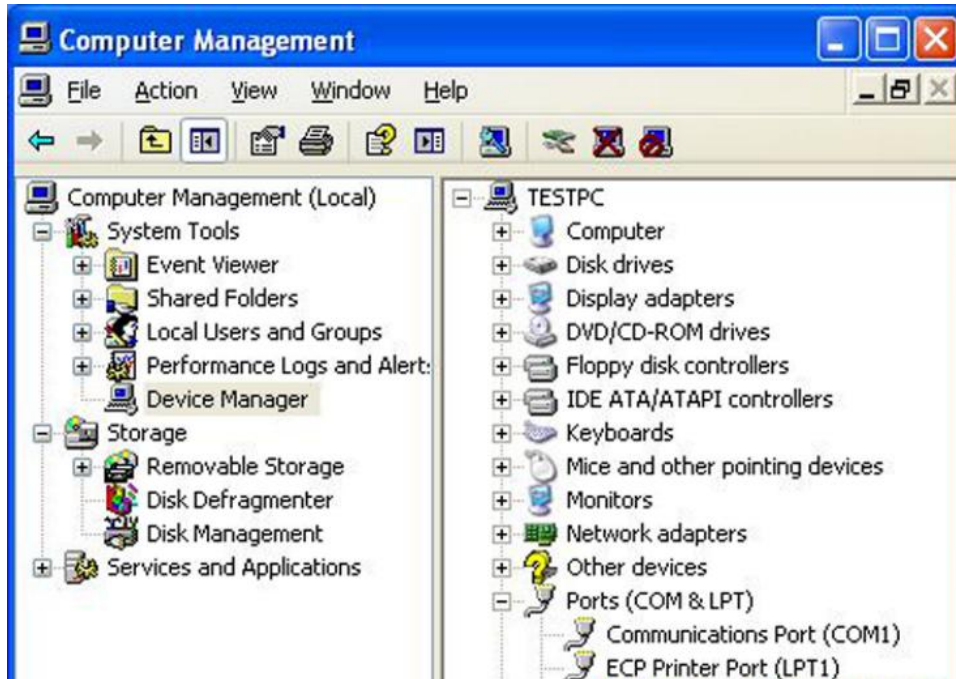 Computer Management
File Action View Window Help
Computer Management (Local)
System Tools
Event Viewer
Shared Folders
Local Users and Groups
Performance Logs and Alert:
Device Manager
Storage
Removable Storage
Disk Defragmenter
Disk Management
Services and Applications
TESTPC
Computer
Disk drives
Display adapters
DVD/CD-ROM drives
Floppy disk controllers
IDE ATA/ATAPI controllers
Keyboards
Mice and other pointing devices
Monitors
Network adapters
Other devices
Ports (COM & LPT)
Communications Port (COM1)
ECP Printer Port (LPT1)